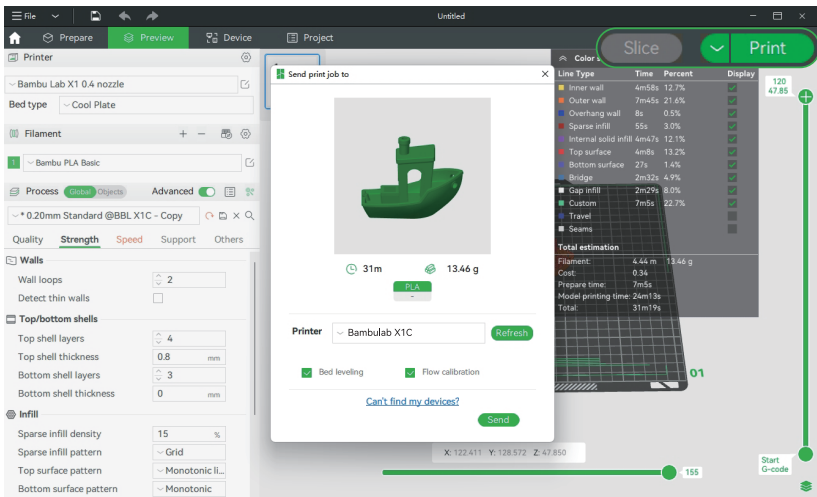 File
Untitled
Prepare
Preview
Device
Project
Slice
Print
Printer
Bambu Lab X1 0.4 nozzle
Bed type
Cool Plate
Filament
1
Bambu PLA Basic
Process
Global
Objects
Advanced
* 0.20mm Standard @BBL X1C - Copy
Quality
Strength
Speed
Support
Others
Walls
Wall loops
2
Detect thin walls
Top/bottom shells
Top shell layers
4
Top shell thickness
0.8 mm
Bottom shell layers
3
Bottom shell thickness
0 mm
Infill
Sparse infill density
15 %
Sparse infill pattern
Grid
Top surface pattern
Monotonic li...
Bottom surface pattern
Monotonic
Send print job to
31m
13.46 g
PLA
-
Printer
Bambulab X1C
Refresh
Bed leveling
Flow calibration
Can't find my devices?
Send
Color s
Line Type Time Percent Display
Inner wall 4m58s 12.7%
Outer wall 7m45s 21.6%
Overhang wall 8s 0.5%
Sparse infill 55s 3.0%
Internal solid infill 4m47s 12.1%
Top surface 4m8s 13.2%
Bottom surface 27s 1.4%
Bridge 2m32s 4.9%
Gap infill 2m29s 8.0%
Custom 7m5s 22.7%
Travel
Seams
Total estimation
Filament: 4.44 m 13.46 g
Cost: 0.34
Prepare time: 7m5s
Model printing time: 24m13s
Total: 31m19s
120
47.85
01
X: 122.411 Y: 128.572 Z: 47.850
155
Start
G-code